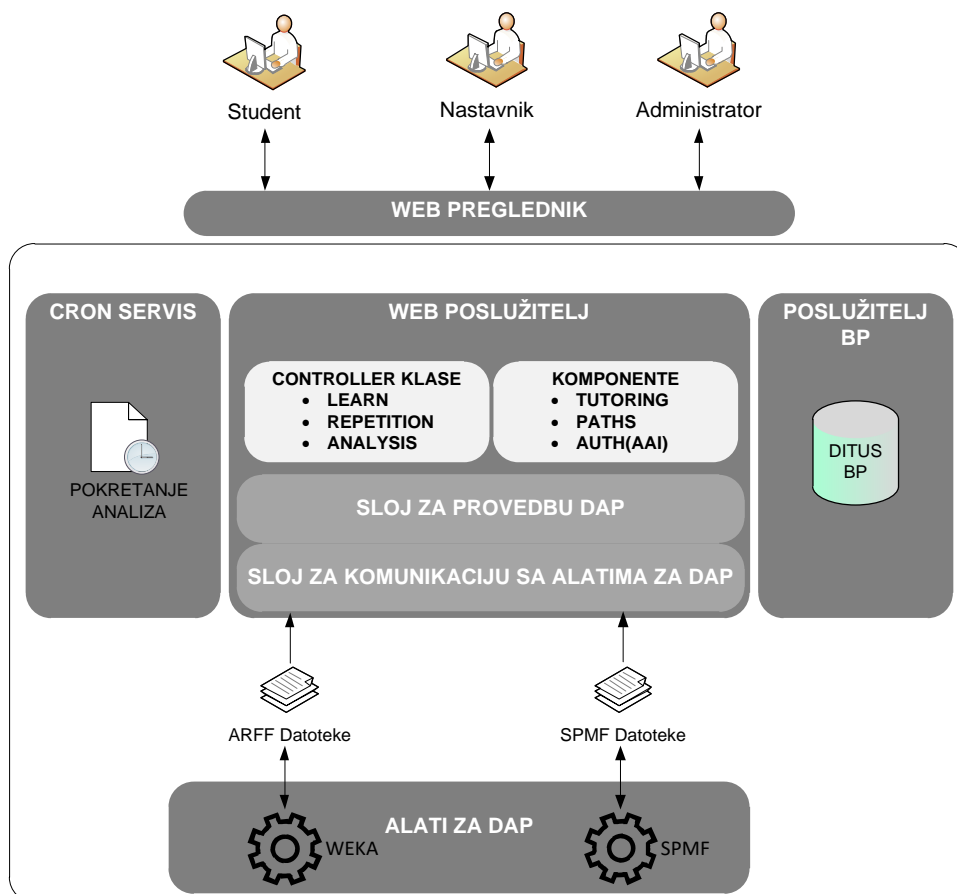 Student
Nastavnik
Administrator
WEB PREGLEDNIK
CRON SERVIS
POKRETANJE
ANALIZA
WEB POSLUŽITELJ
CONTROLLER KLASE
• LEARN
• REPETITION
• ANALYSIS
KOMPONENTE
• TUTORING
• PATHS
• AUTH(AAI)
SLOJ ZA PROVEDBU DAP
SLOJ ZA KOMUNIKACIJU SA ALATIMA ZA DAP
POSLUŽITELJ
BP
DITUS
BP
ARFF Datoteke
SPMF Datoteke
ALATI ZA DAP
WEKA
SPMF